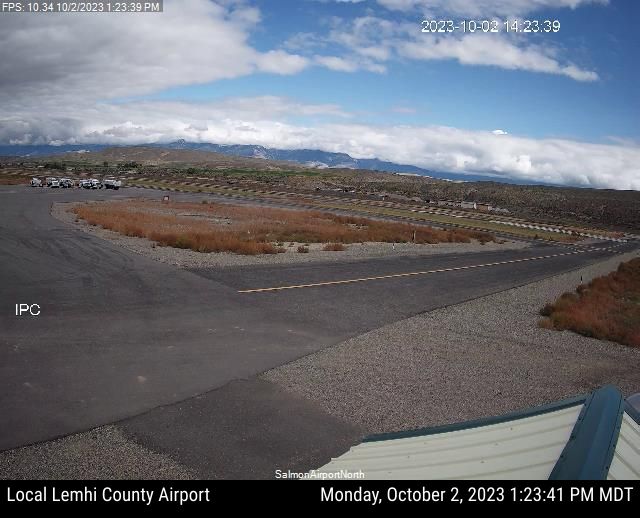 FPS: 10.34 10/2/2023 1:23:39 PM
2023-10-02 14:23:39
IPC
SalmonAirportNorth
Local Lemhi County Airport
Monday, October 2, 2023 1:23:41 PM MDT